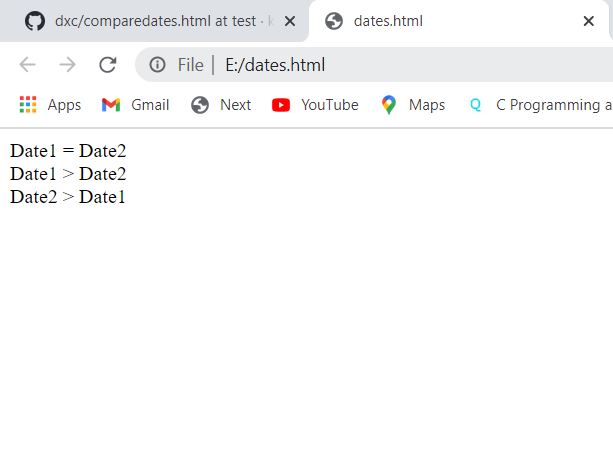 dxc/comparedates.html at test · k
dates.html
File | E:/dates.html
Apps Gmail Next YouTube Maps C Programming a
Date1 = Date2
Date1 > Date2
Date2 > Date1